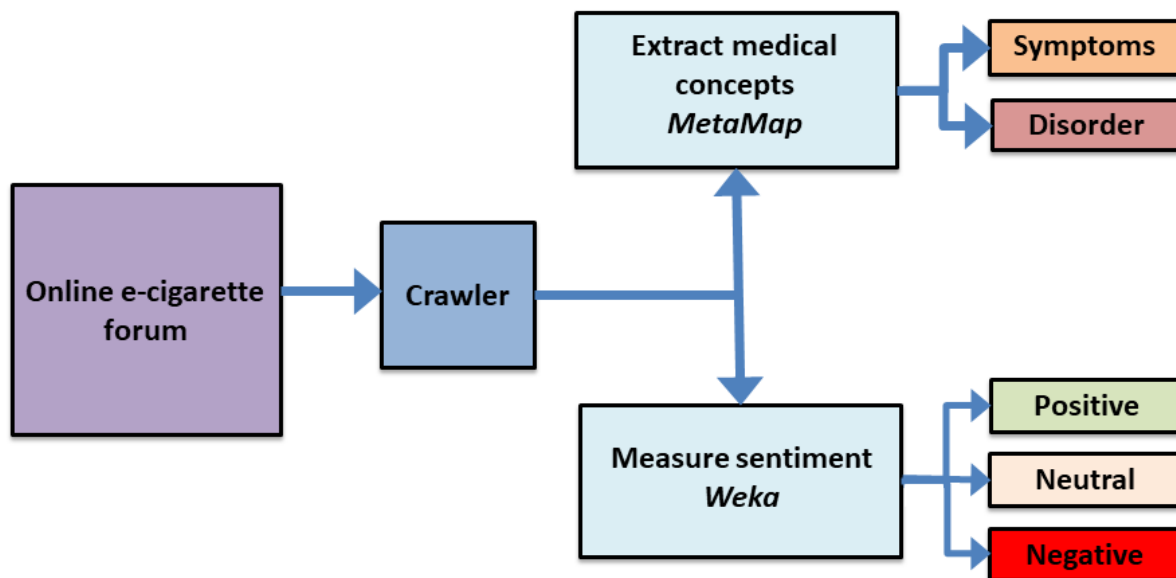 Online e-cigarette
forum
Crawler
Extract medical
concepts
MetaMap
Symptoms
Disorder
Measure sentiment
Weka
Positive
Neutral
Negative